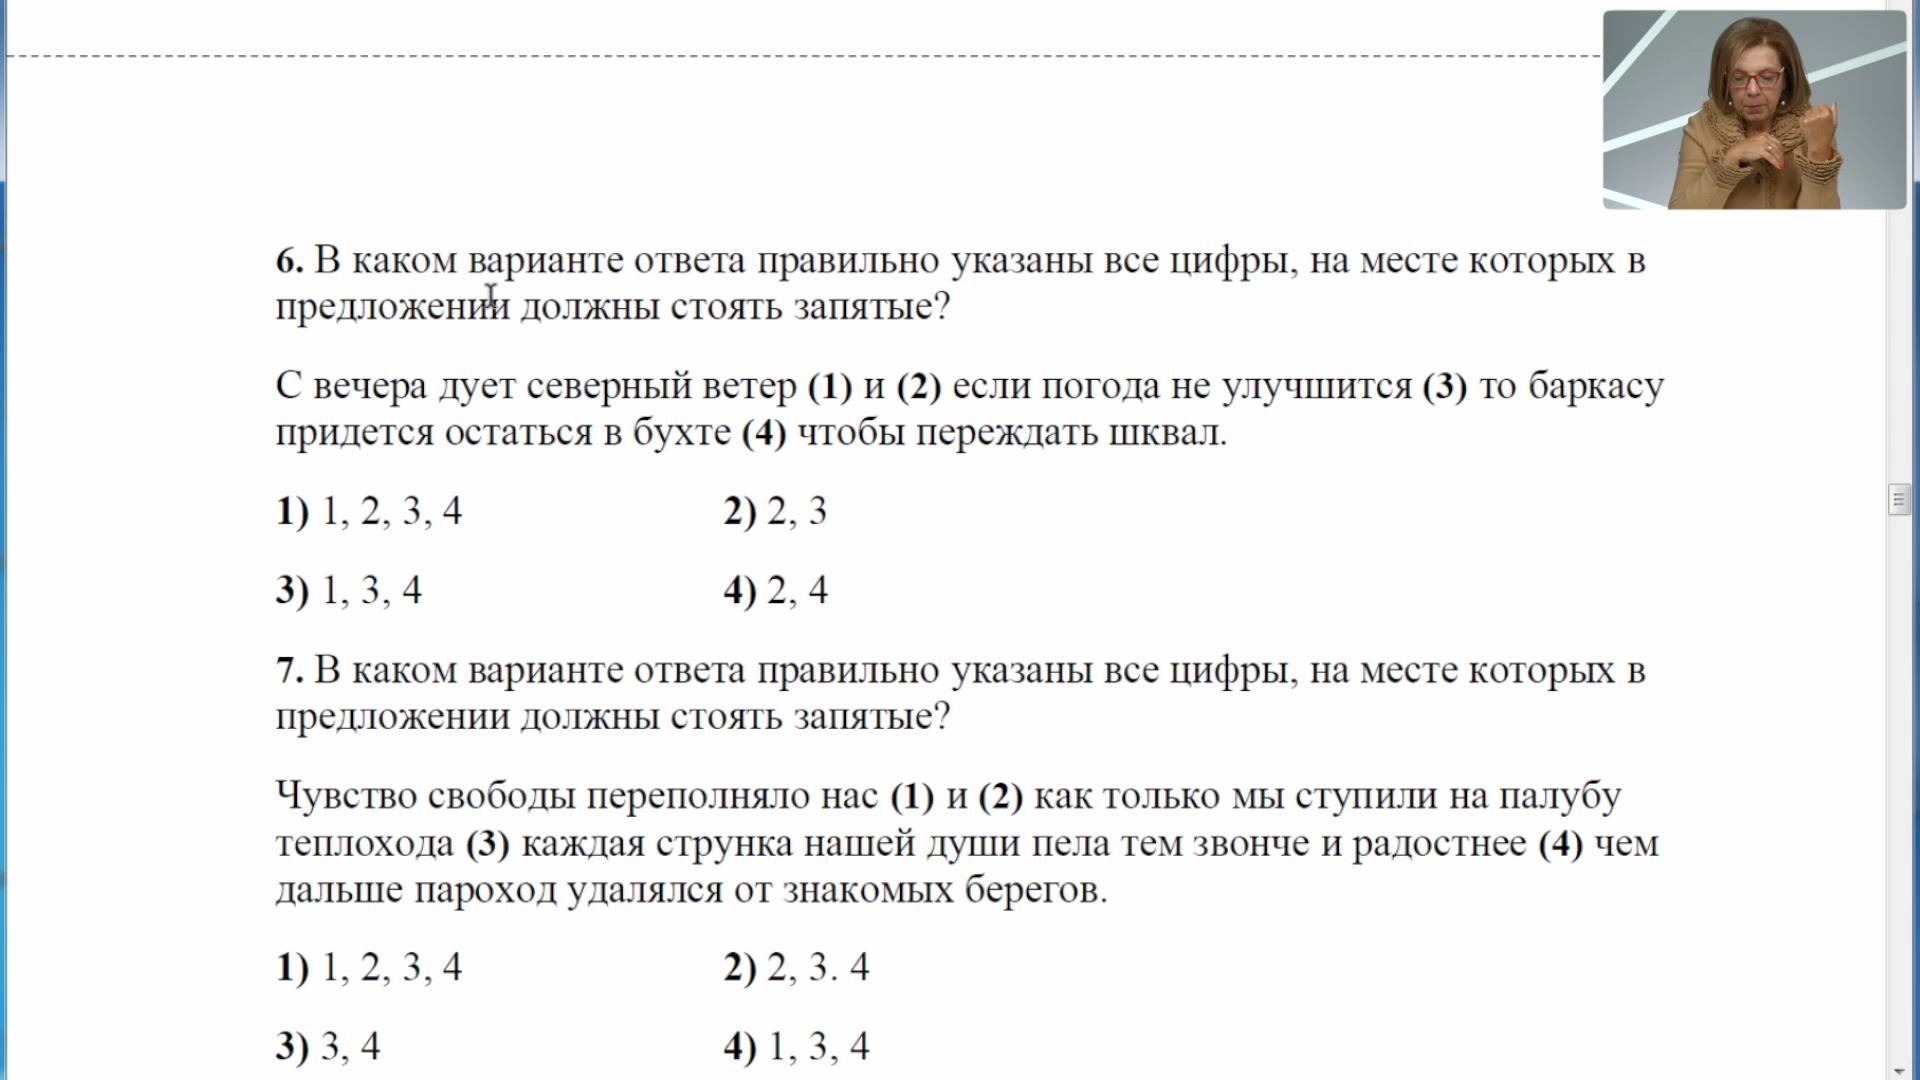 6. В каком варианте ответа правильно указаны все цифры, на месте которых в
предложении должны стоять запятые?
С вечера дует северный ветер (1) и (2) если погода не улучшится (3) то баркасу
придется остаться в бухте (4) чтобы переждать шквал.
1) 1, 2, 3, 4 2) 2, 3
3) 1, 3, 4 4) 2, 4
7. В каком варианте ответа правильно указаны все цифры, на месте которых в
предложении должны стоять запятые?
Чувство свободы переполняло нас (1) и (2) как только мы ступили на палубу
теплохода (3) каждая струнка нашей души пела тем звонче и радостнее (4) чем
дальше пароход удалялся от знакомых берегов.
1) 1, 2, 3, 4 2) 2, 3. 4
3) 3, 4 4) 1, 3, 4